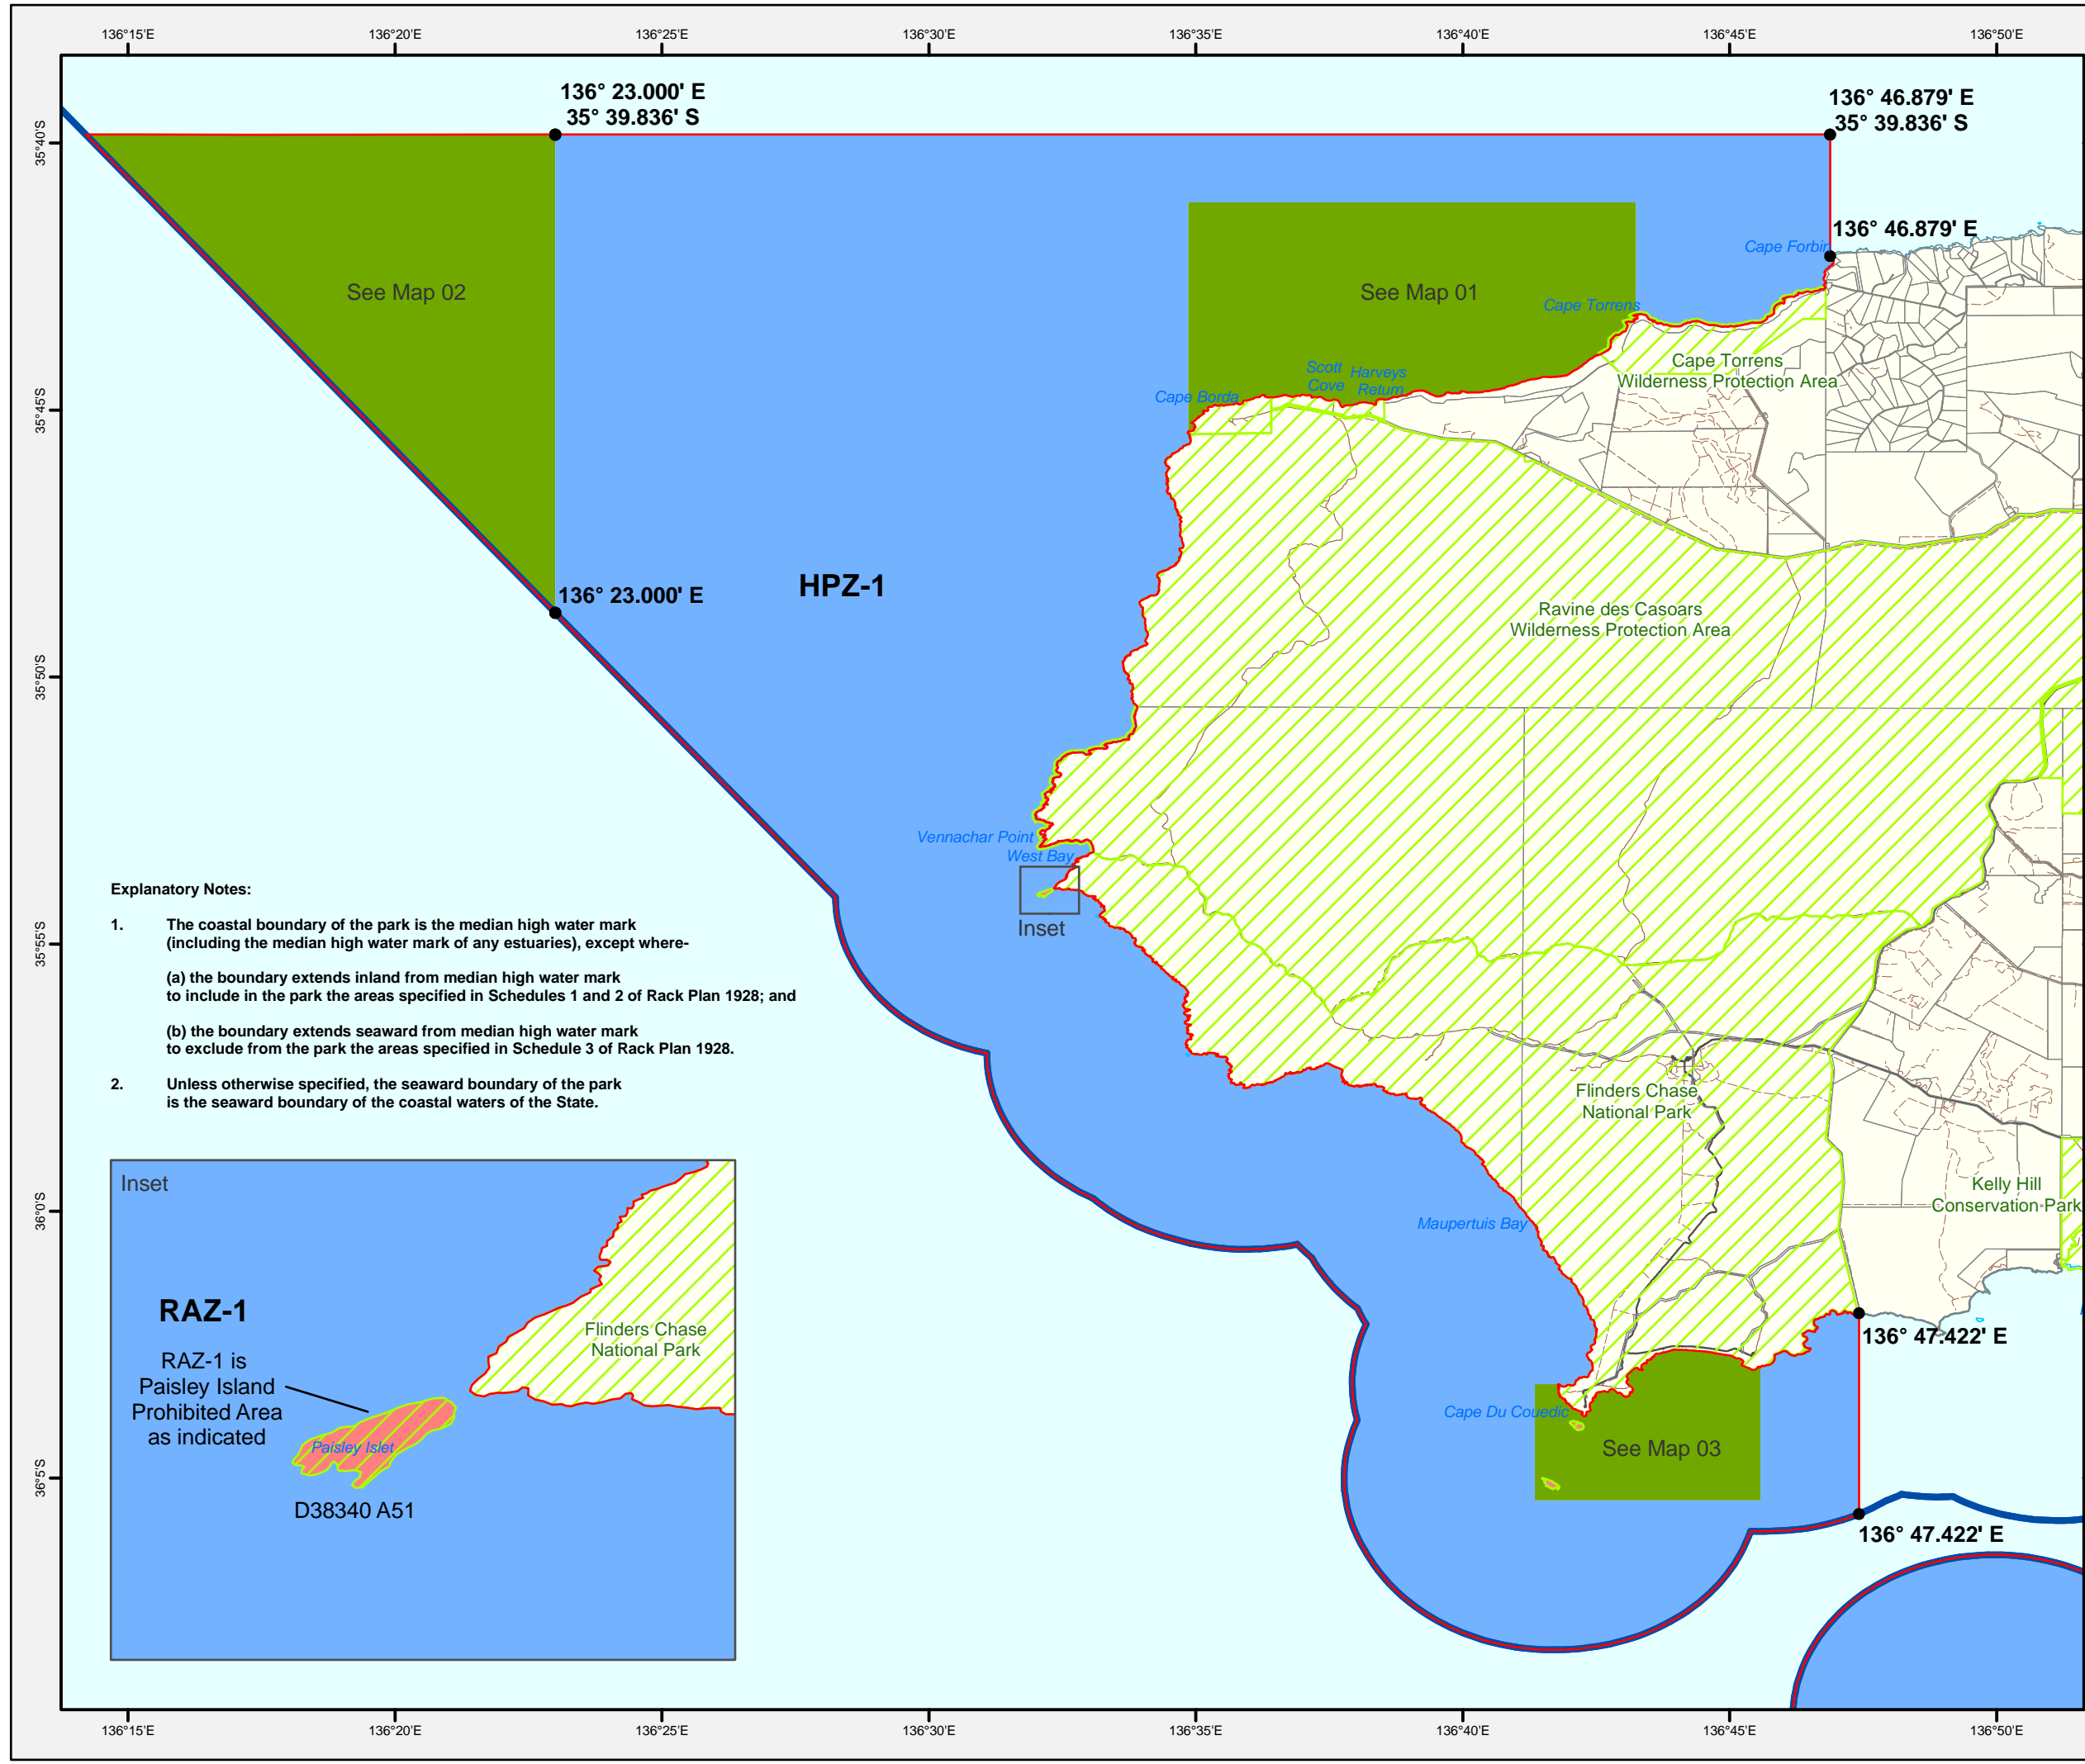 136°15'E
136°20'E
136°25'E
136°30'E
136°35'E
136°40'E
136°45'E
136°50'E
136° 23.000' E
35° 39.836' S
136° 46.879' E
35° 39.836' S
35°40'S
136° 46.879' E
Cape Forbin
See Map 02
See Map 01
Cape Torrens
Cape Torrens
Wilderness Protection Area
Scott
Cove
Harveys
Return
Cape Borda
35°45'S
HPZ-1
136° 23.000' E
Ravine des Casoars
Wilderness Protection Area
35°50'S
Vennachar Point
West Bay
Inset
35°55'S
Explanatory Notes:
1. The coastal boundary of the park is the median high water mark
(including the median high water mark of any estuaries), except where-
(a) the boundary extends inland from median high water mark
to include in the park the areas specified in Schedules 1 and 2 of Rack Plan 1928; and
(b) the boundary extends seaward from median high water mark
to exclude from the park the areas specified in Schedule 3 of Rack Plan 1928.
2. Unless otherwise specified, the seaward boundary of the park
is the seaward boundary of the coastal waters of the State.
Flinders Chase
National Park
Kelly Hill
Conservation Park
36°0'S
Maupertuis Bay
Inset
RAZ-1
RAZ-1 is
Paisley Island
Prohibited Area
as indicated
Flinders Chase
National Park
Paisley Islet
D38340 A51
136° 47.422' E
Cape Du Couedic
See Map 03
36°5'S
136° 47.422' E
136°15'E
136°20'E
136°25'E
136°30'E
136°35'E
136°40'E
136°45'E
136°50'E